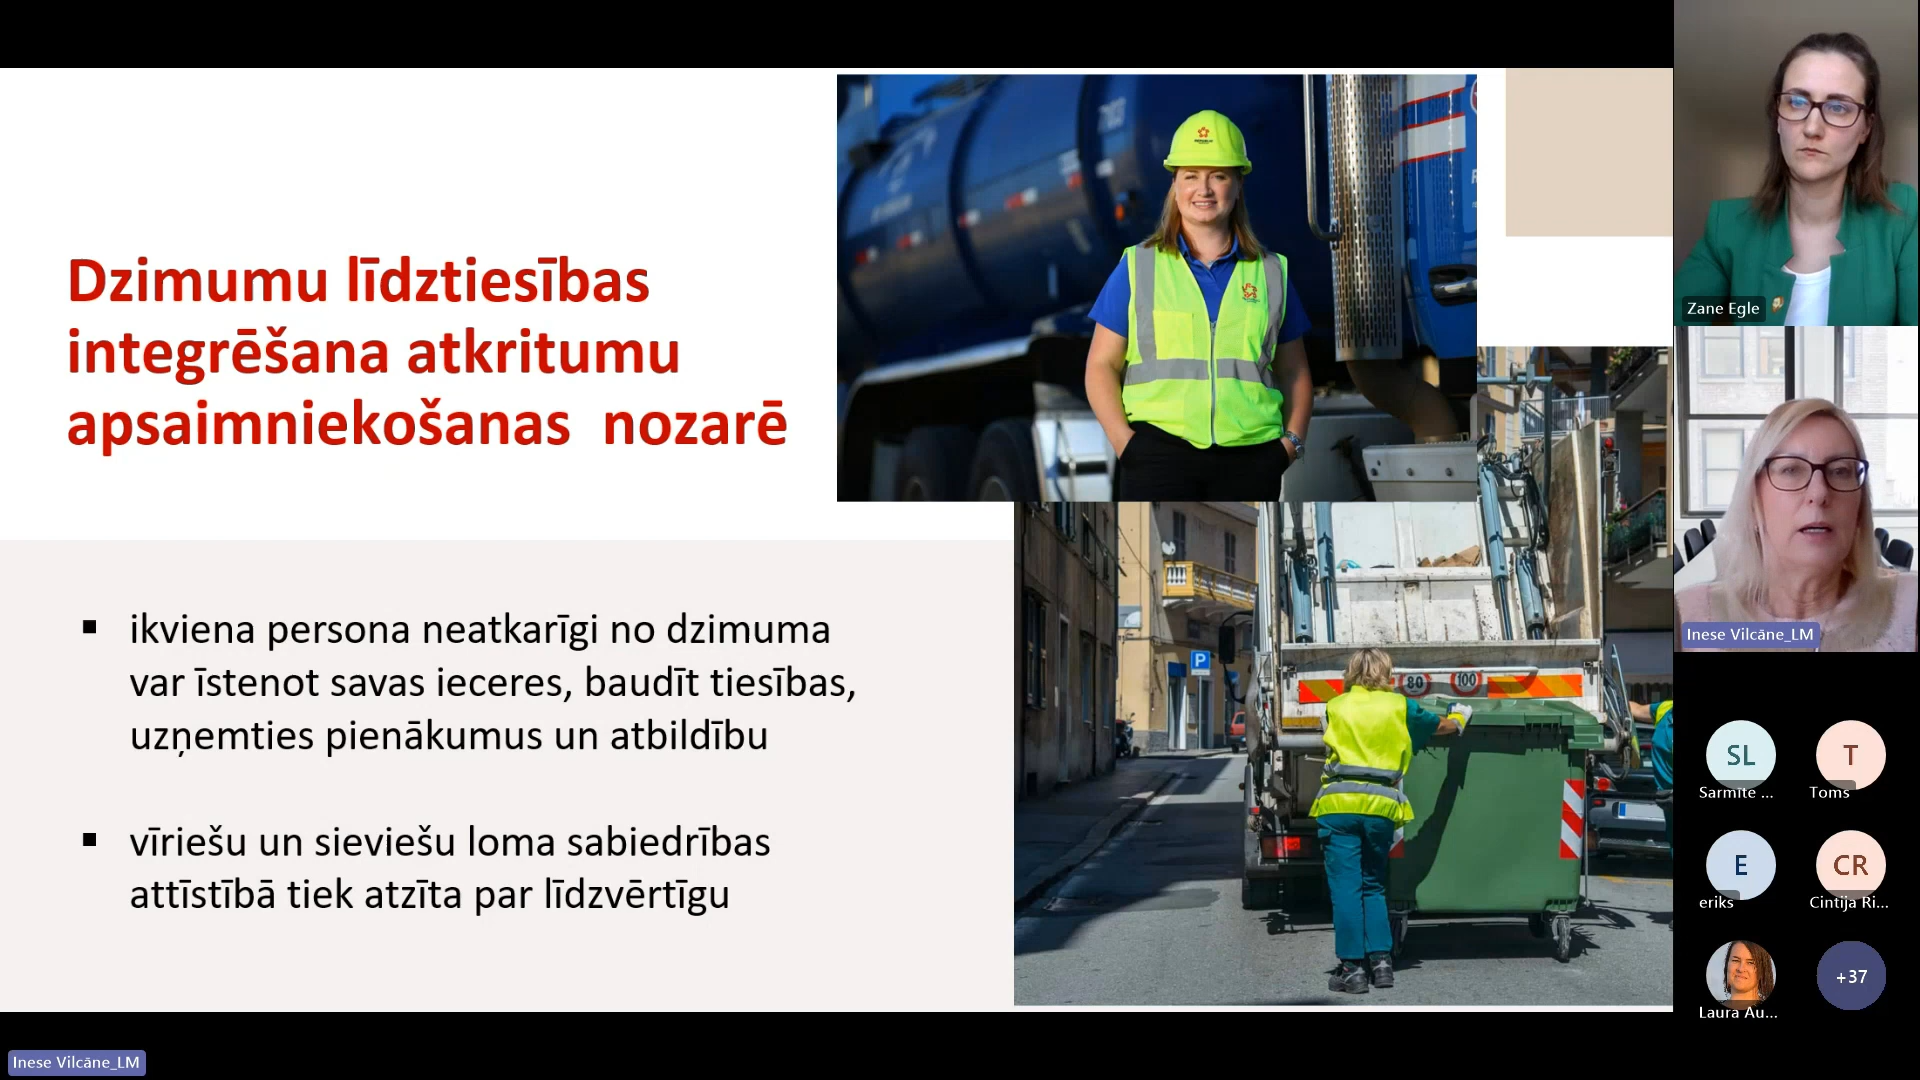 Dzimumu līdztiesības
integrēšana atkritumu
apsaimniekošanas nozarē
▪ ikviena persona neatkarīgi no dzimuma
var īstenot savas ieceres, baudīt tiesības,
uzņemties pienākumus un atbildību
▪ vīriešu un sieviešu loma sabiedrības
attīstībā tiek atzīta par līdzvērtīgu
P
80
100
Zane Egle
Inese Vilcāne_LM
SL
Sarmīte ...
T
Toms
E
eriks
CR
Cintija Ri...
Laura Au...
+37
Inese Vilcāne_LM